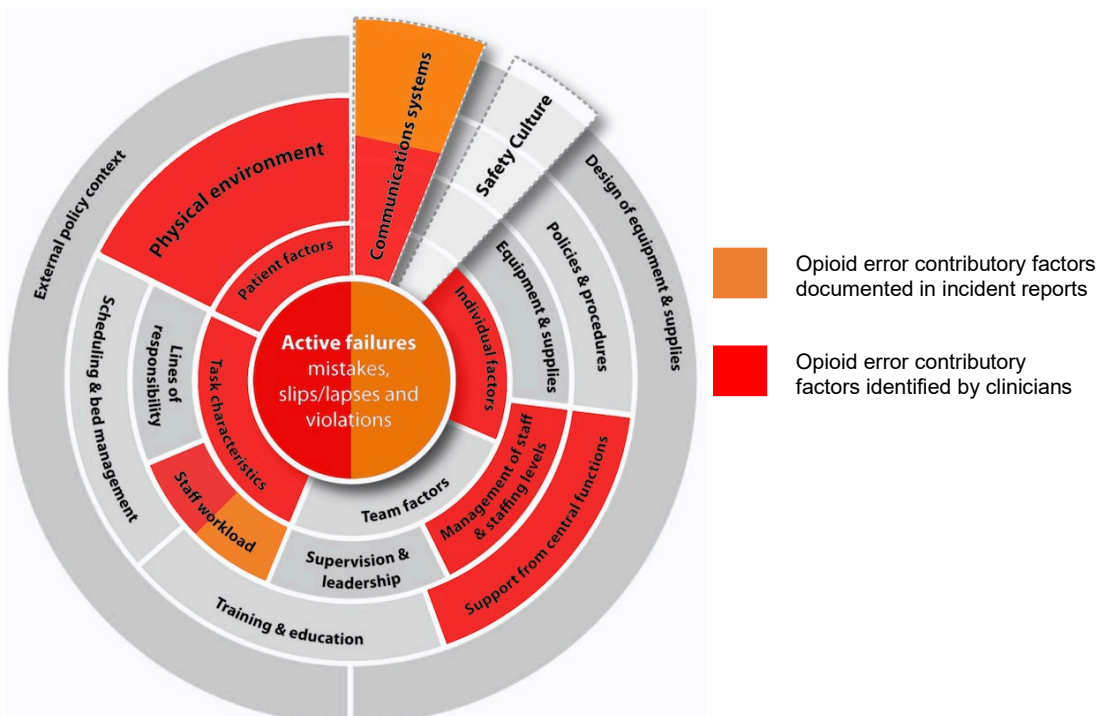 External policy context
Physical environment
Patient factors
Communications systems
Safety Culture
Design of equipment & supplies
Policies & procedures
Equipment & supplies
Individual factors
Active failures
mistakes,
slips/lapses and
violations
Scheduling & bed management
Lines of
responsibility
Task characteristics
Staff workload
Team factors
Management of staff
& staffing levels
Support from central functions
Supervision &
leadership
Training & education
Opioid error contributory factors
documented in incident reports
Opioid error contributory
factors identified by clinicians